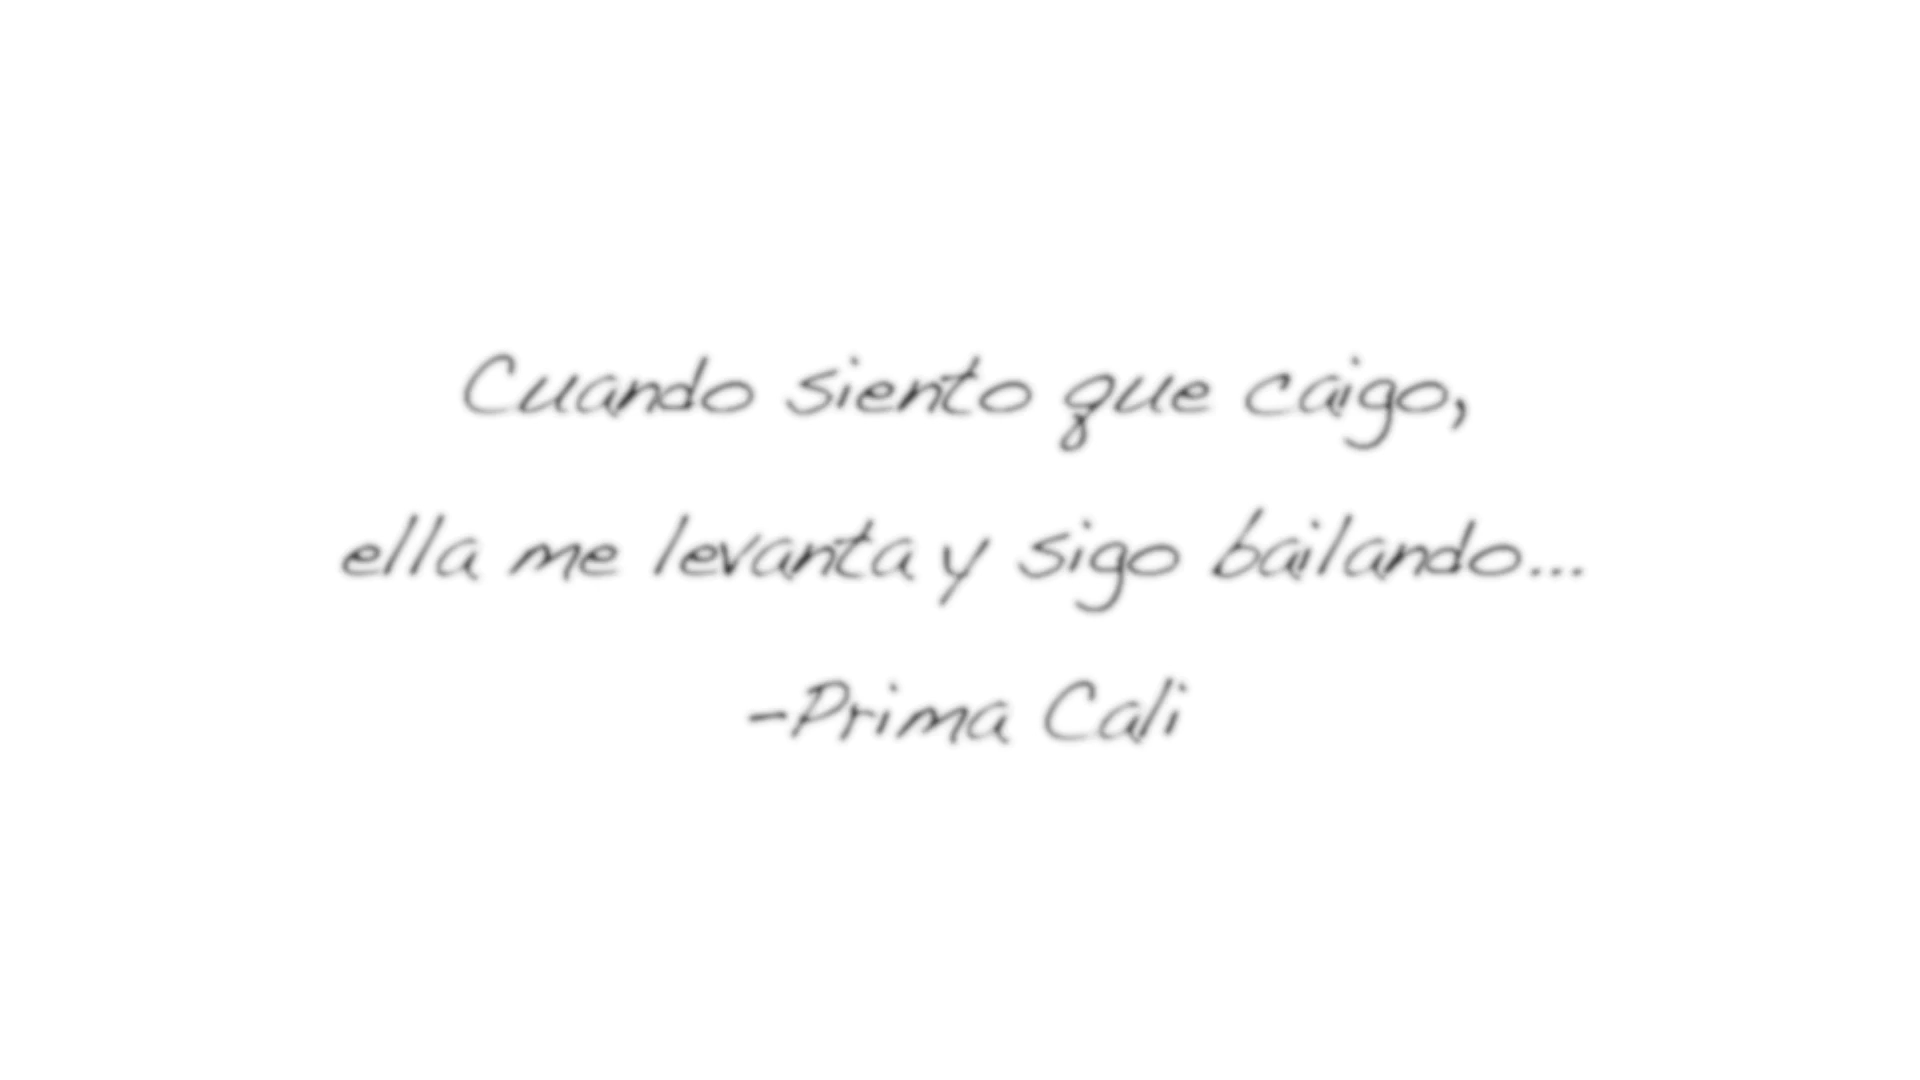 Cuando siento que caigo,
ella me levanta y sigo bailando...
-Prima Cali